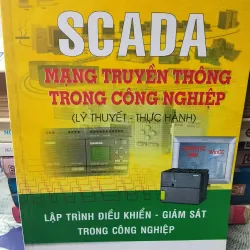 SCADA
MẠNG TRUYỀN THÔNG
TRONG CÔNG NGHIỆP
(LÝ THUYẾT - THỰC HÀNH)
LẬP TRÌNH ĐIỀU KHIỂN - GIÁM SÁT
TRONG CÔNG NGHIỆP